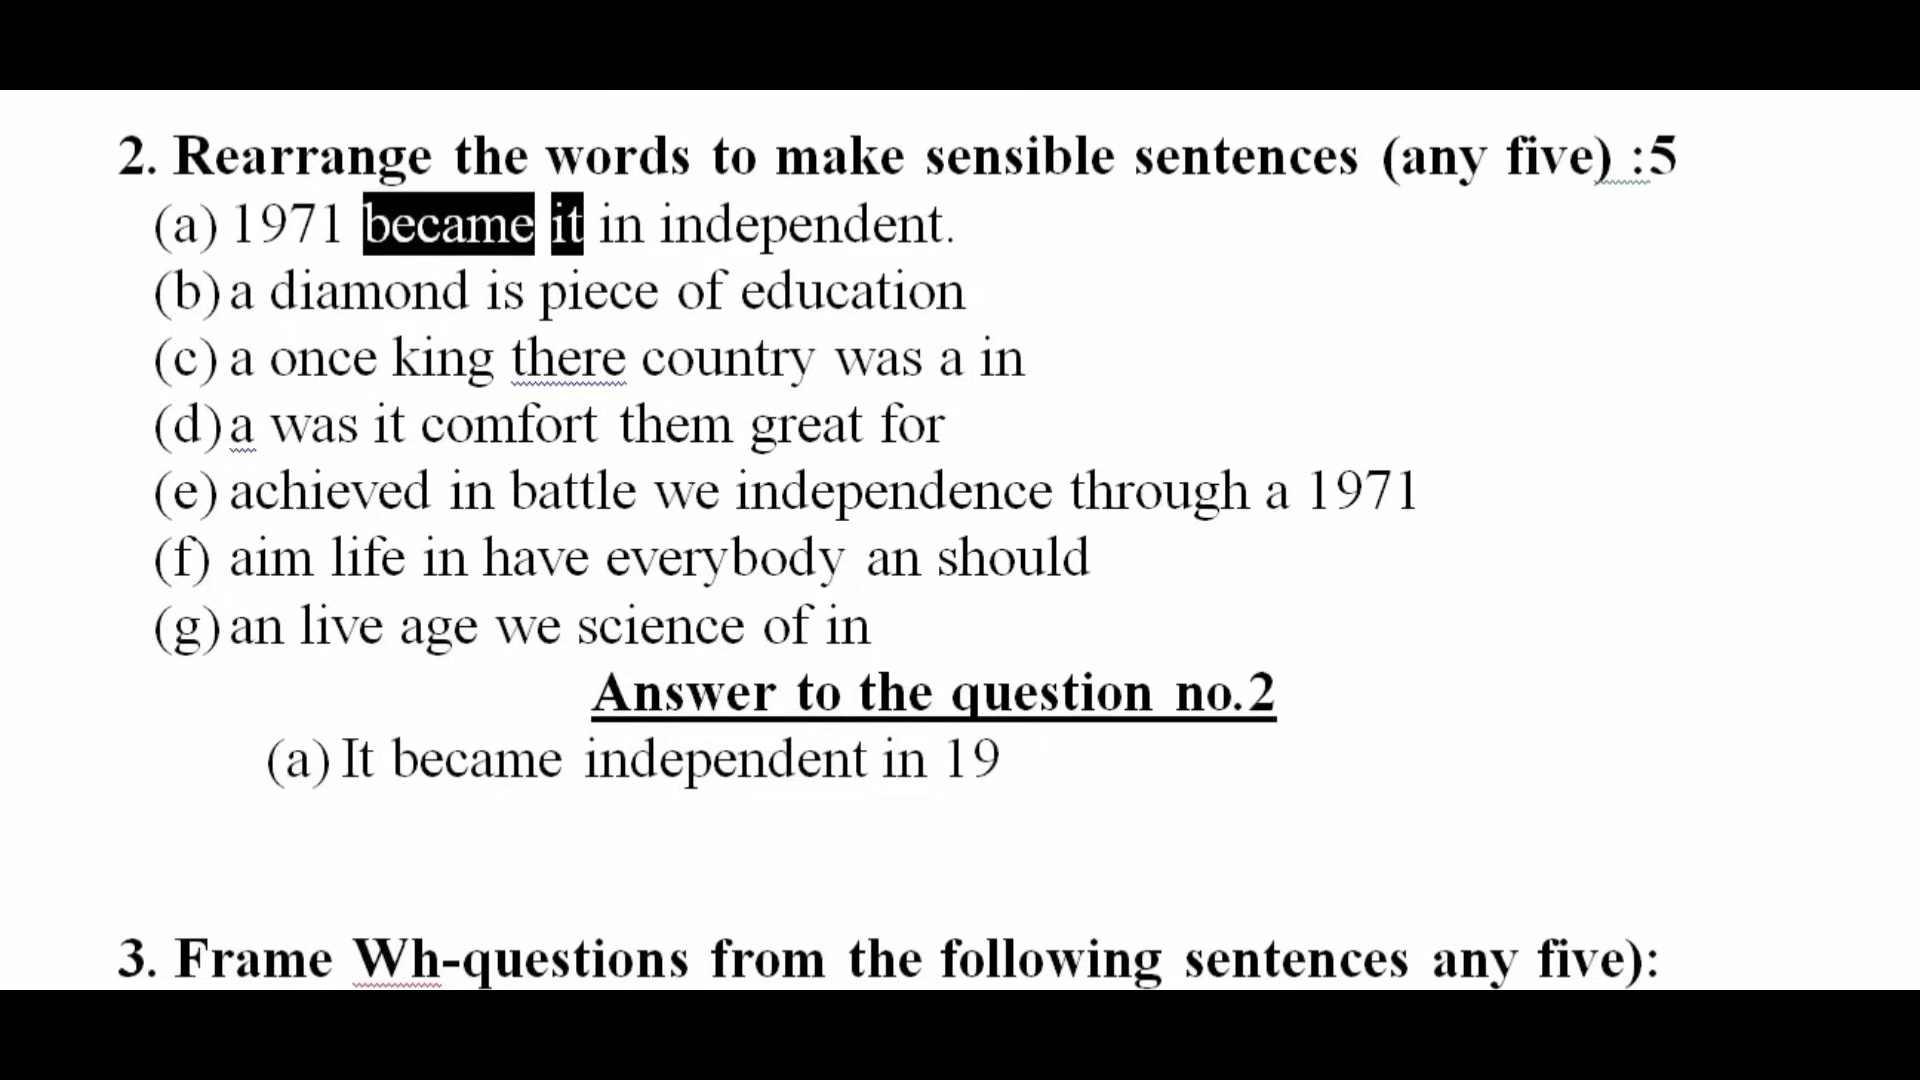 2. Rearrange the words to make sensible sentences (any five) :5
(a) 1971 became it in independent.
(b) a diamond is piece of education
(c) a once king there country was a in
(d) a was it comfort them great for
(e) achieved in battle we independence through a 1971
(f) aim life in have everybody an should
(g) an live age we science of in
Answer to the question no.2
(a) It became independent in 19
3. Frame Wh-questions from the following sentences any five):